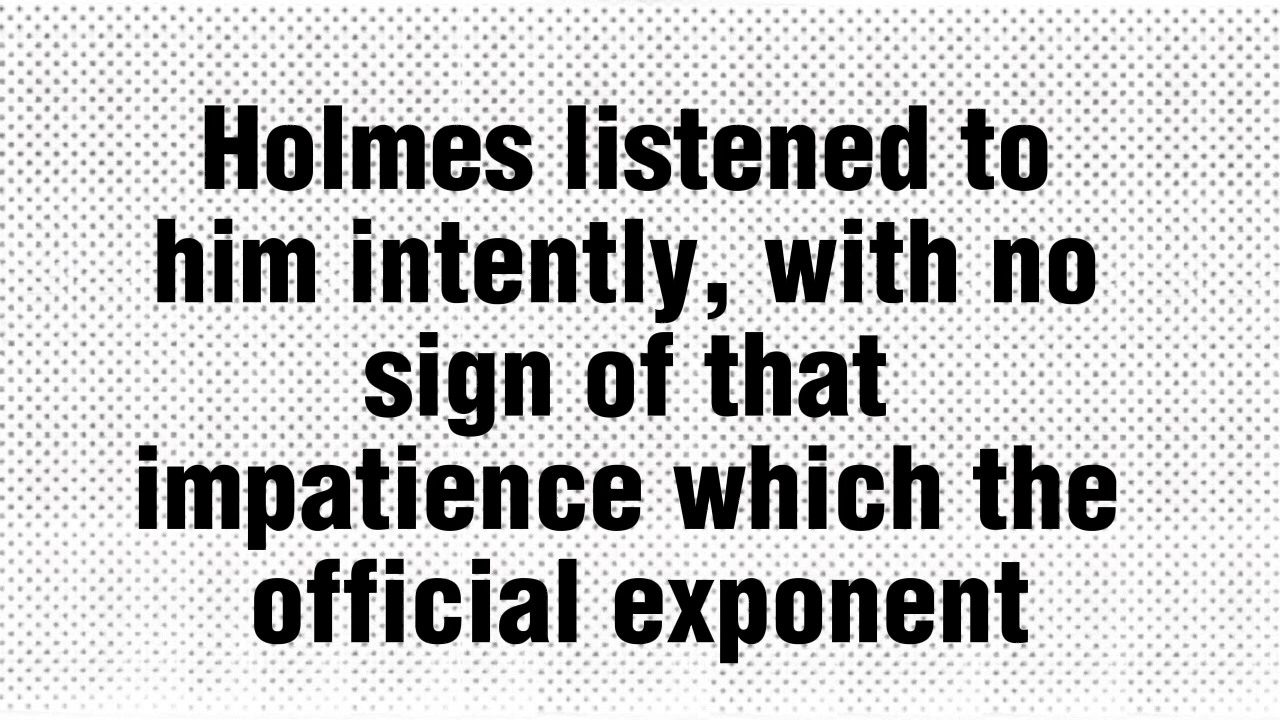 Holmes listened to
him intently, with no
sign of that
impatience which the
official exponent